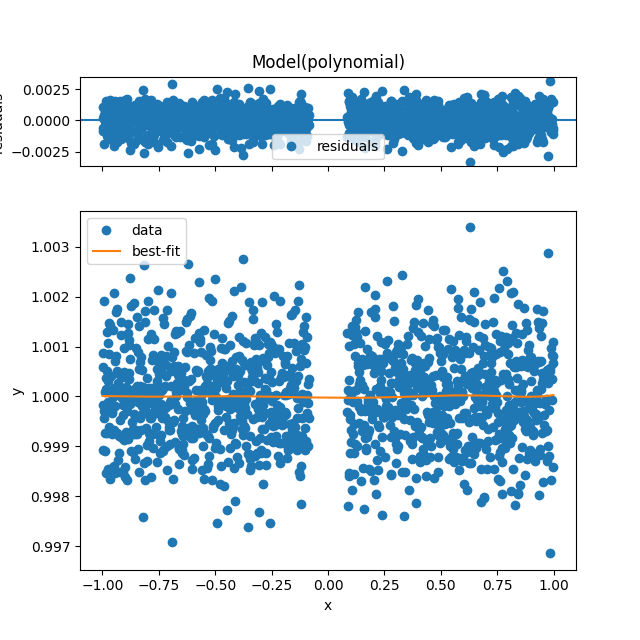 Model(polynomial)
0.0025
0.0000
−0.0025
residuals
residuals
data
best-fit
1.003
1.002
1.001
1.000
0.999
0.998
0.997
y
−1.00 −0.75 −0.50 −0.25 0.00 0.25 0.50 0.75 1.00
x